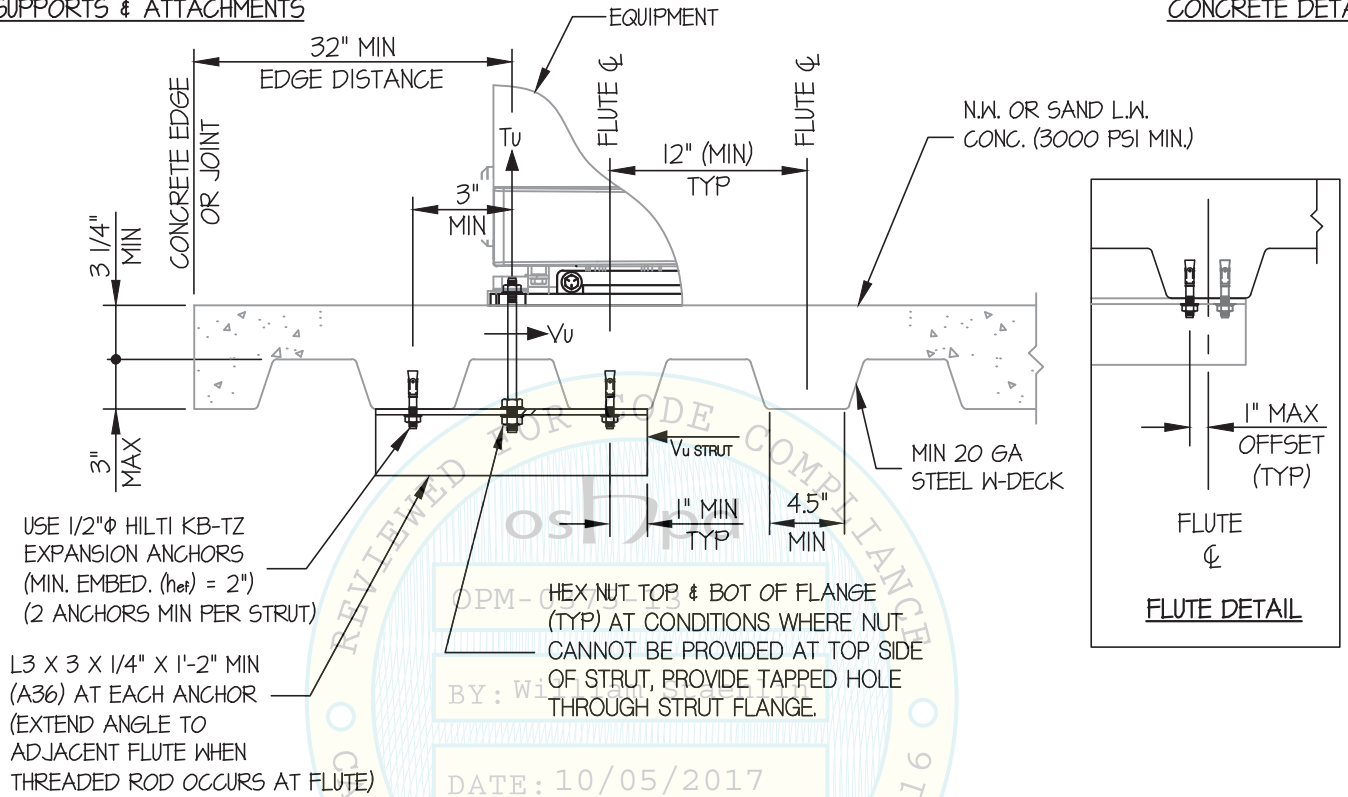 SUPPORTS & ATTACHMENTS
EQUIPMENT
32" MIN
EDGE DISTANCE
CONCRETE EDGE
OR JOINT
FLUTE ℄
FLUTE ℄
N.W. OR SAND L.W.
CONC. (3000 PSI MIN.)
Tu
12" (MIN)
TYP
3"
MIN
3 1/4"
MIN
Vu
3"
MAX
Vu STRUT
MIN 20 GA
STEEL W-DECK
1" MIN
TYP
4.5"
MIN
1" MAX
OFFSET
(TYP)
FLUTE
℄
FLUTE DETAIL
USE 1/2"Φ HILTI KB-TZ
EXPANSION ANCHORS
(MIN. EMBED. (hef) = 2")
(2 ANCHORS MIN PER STRUT)
HEX NUT TOP & BOT OF FLANGE
(TYP) AT CONDITIONS WHERE NUT
CANNOT BE PROVIDED AT TOP SIDE
OF STRUT, PROVIDE TAPPED HOLE
THROUGH STRUT FLANGE.
L3 X 3 X 1/4" X 1'-2" MIN
(A36) AT EACH ANCHOR
(EXTEND ANGLE TO
ADJACENT FLUTE WHEN
THREADED ROD OCCURS AT FLUTE)
REVIEWED FOR CODE COMPLIANCE
oshpd
BY: William Staehlin
DATE: 10/05/2017